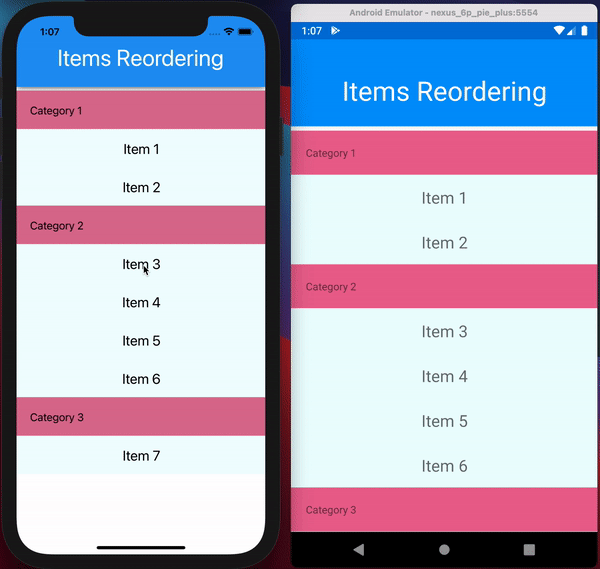 1:07
Items Reordering
Category 1
Item 1
Item 2
Category 2
Item 3
Item 4
Item 5
Item 6
Category 3
Item 7
Android Emulator - nexus_6p_pie_plus:5554
1:07
Items Reordering
Category 1
Item 1
Item 2
Category 2
Item 3
Item 4
Item 5
Item 6
Category 3